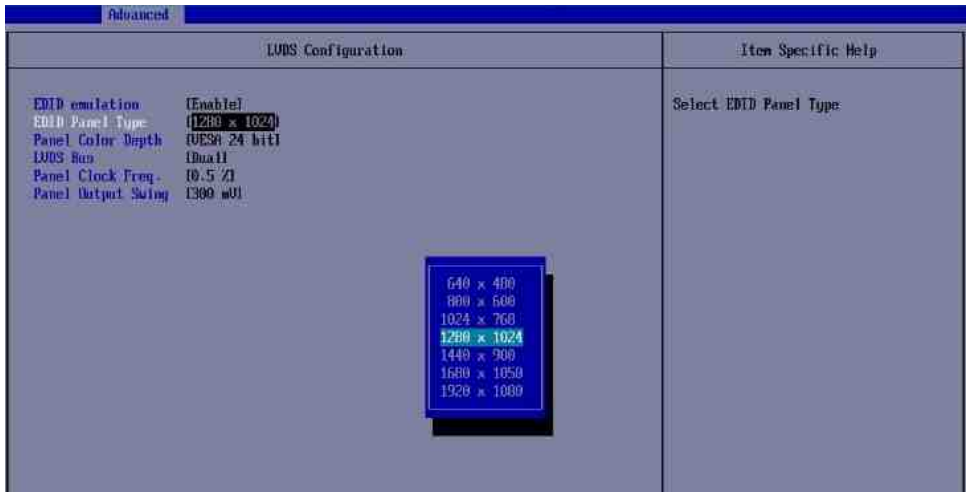 Advanced
LVDS Configuration
Item Specific Help
EDID emulation [Enable]
EDID Panel Type [1280 x 1024]
Panel Color Depth [VESA 24 bit]
LVDS Bus [Dual]
Panel Clock Freq. [0.5 %]
Panel Output Swing [300 mV]
Select EDID Panel Type
640 x 480
800 x 600
1024 x 768
1280 x 1024
1440 x 900
1680 x 1050
1920 x 1080